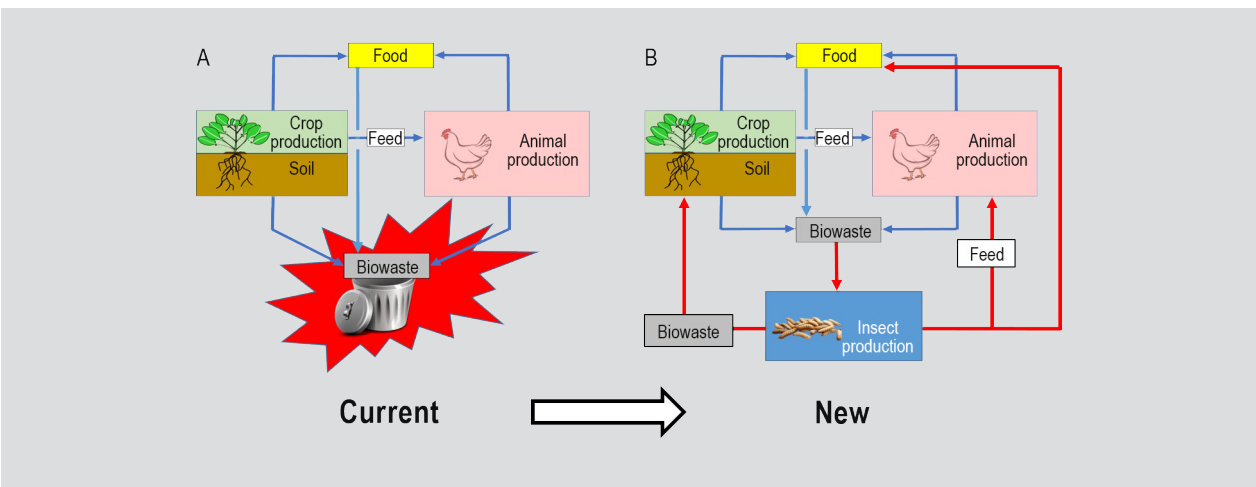 A
Food
Crop
production
Soil
Feed
Animal
production
Biowaste
Current
B
Food
Crop
production
Soil
Feed
Animal
production
Biowaste
Feed
Biowaste
Insect
production
New